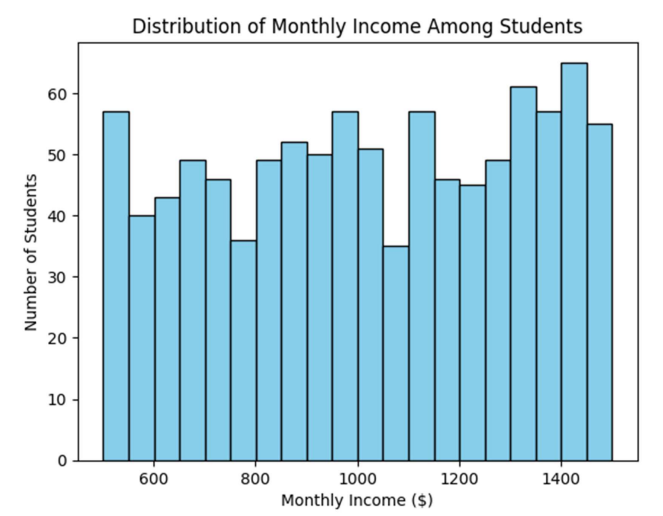 Distribution of Monthly Income Among Students
Number of Students
60
50
40
30
20
10
0
600 800 1000 1200 1400
Monthly Income ($)